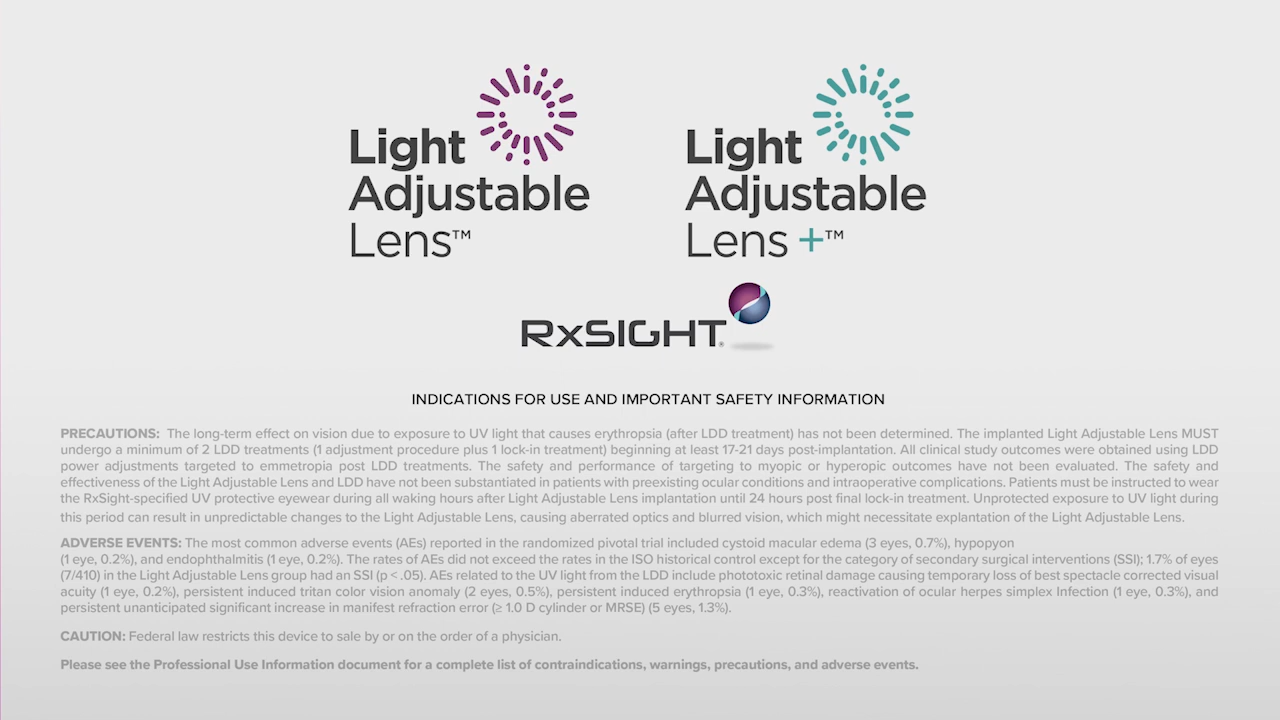 Light
Adjustable
Lens™
Light
Adjustable
Lens +™
RxSIGHT®
INDICATIONS FOR USE AND IMPORTANT SAFETY INFORMATION
PRECAUTIONS: The long-term effect on vision due to exposure to UV light that causes erythropsia (after LDD treatment) has not been determined. The implanted Light Adjustable Lens MUST
undergo a minimum of 2 LDD treatments (1 adjustment procedure plus 1 lock-in treatment) beginning at least 17-21 days post-implantation. All clinical study outcomes were obtained using LDD
power adjustments targeted to emmetropia post LDD treatments. The safety and performance of targeting to myopic or hyperopic outcomes have not been evaluated. The safety and
effectiveness of the Light Adjustable Lens and LDD have not been substantiated in patients with preexisting ocular conditions and intraoperative complications. Patients must be instructed to wear
the RxSight-specified UV protective eyewear during all waking hours after Light Adjustable Lens implantation until 24 hours post final lock-in treatment. Unprotected exposure to UV light during
this period can result in unpredictable changes to the Light Adjustable Lens, causing aberrated optics and blurred vision, which might necessitate explantation of the Light Adjustable Lens.
ADVERSE EVENTS: The most common adverse events (AEs) reported in the randomized pivotal trial included cystoid macular edema (3 eyes, 0.7%), hypopyon
(1 eye, 0.2%), and endophthalmitis (1 eye, 0.2%). The rates of AEs did not exceed the rates in the ISO historical control except for the category of secondary surgical interventions (SSI); 1.7% of eyes
(7/410) in the Light Adjustable Lens group had an SSI (p < .05). AEs related to the UV light from the LDD include phototoxic retinal damage causing temporary loss of best spectacle corrected visual
acuity (1 eye, 0.2%), persistent induced tritan color vision anomaly (2 eyes, 0.5%), persistent induced erythropsia (1 eye, 0.3%), reactivation of ocular herpes simplex Infection (1 eye, 0.3%), and
persistent unanticipated significant increase in manifest refraction error (≥ 1.0 D cylinder or MRSE) (5 eyes, 1.3%).
CAUTION: Federal law restricts this device to sale by or on the order of a physician.
Please see the Professional Use Information document for a complete list of contraindications, warnings, precautions, and adverse events.